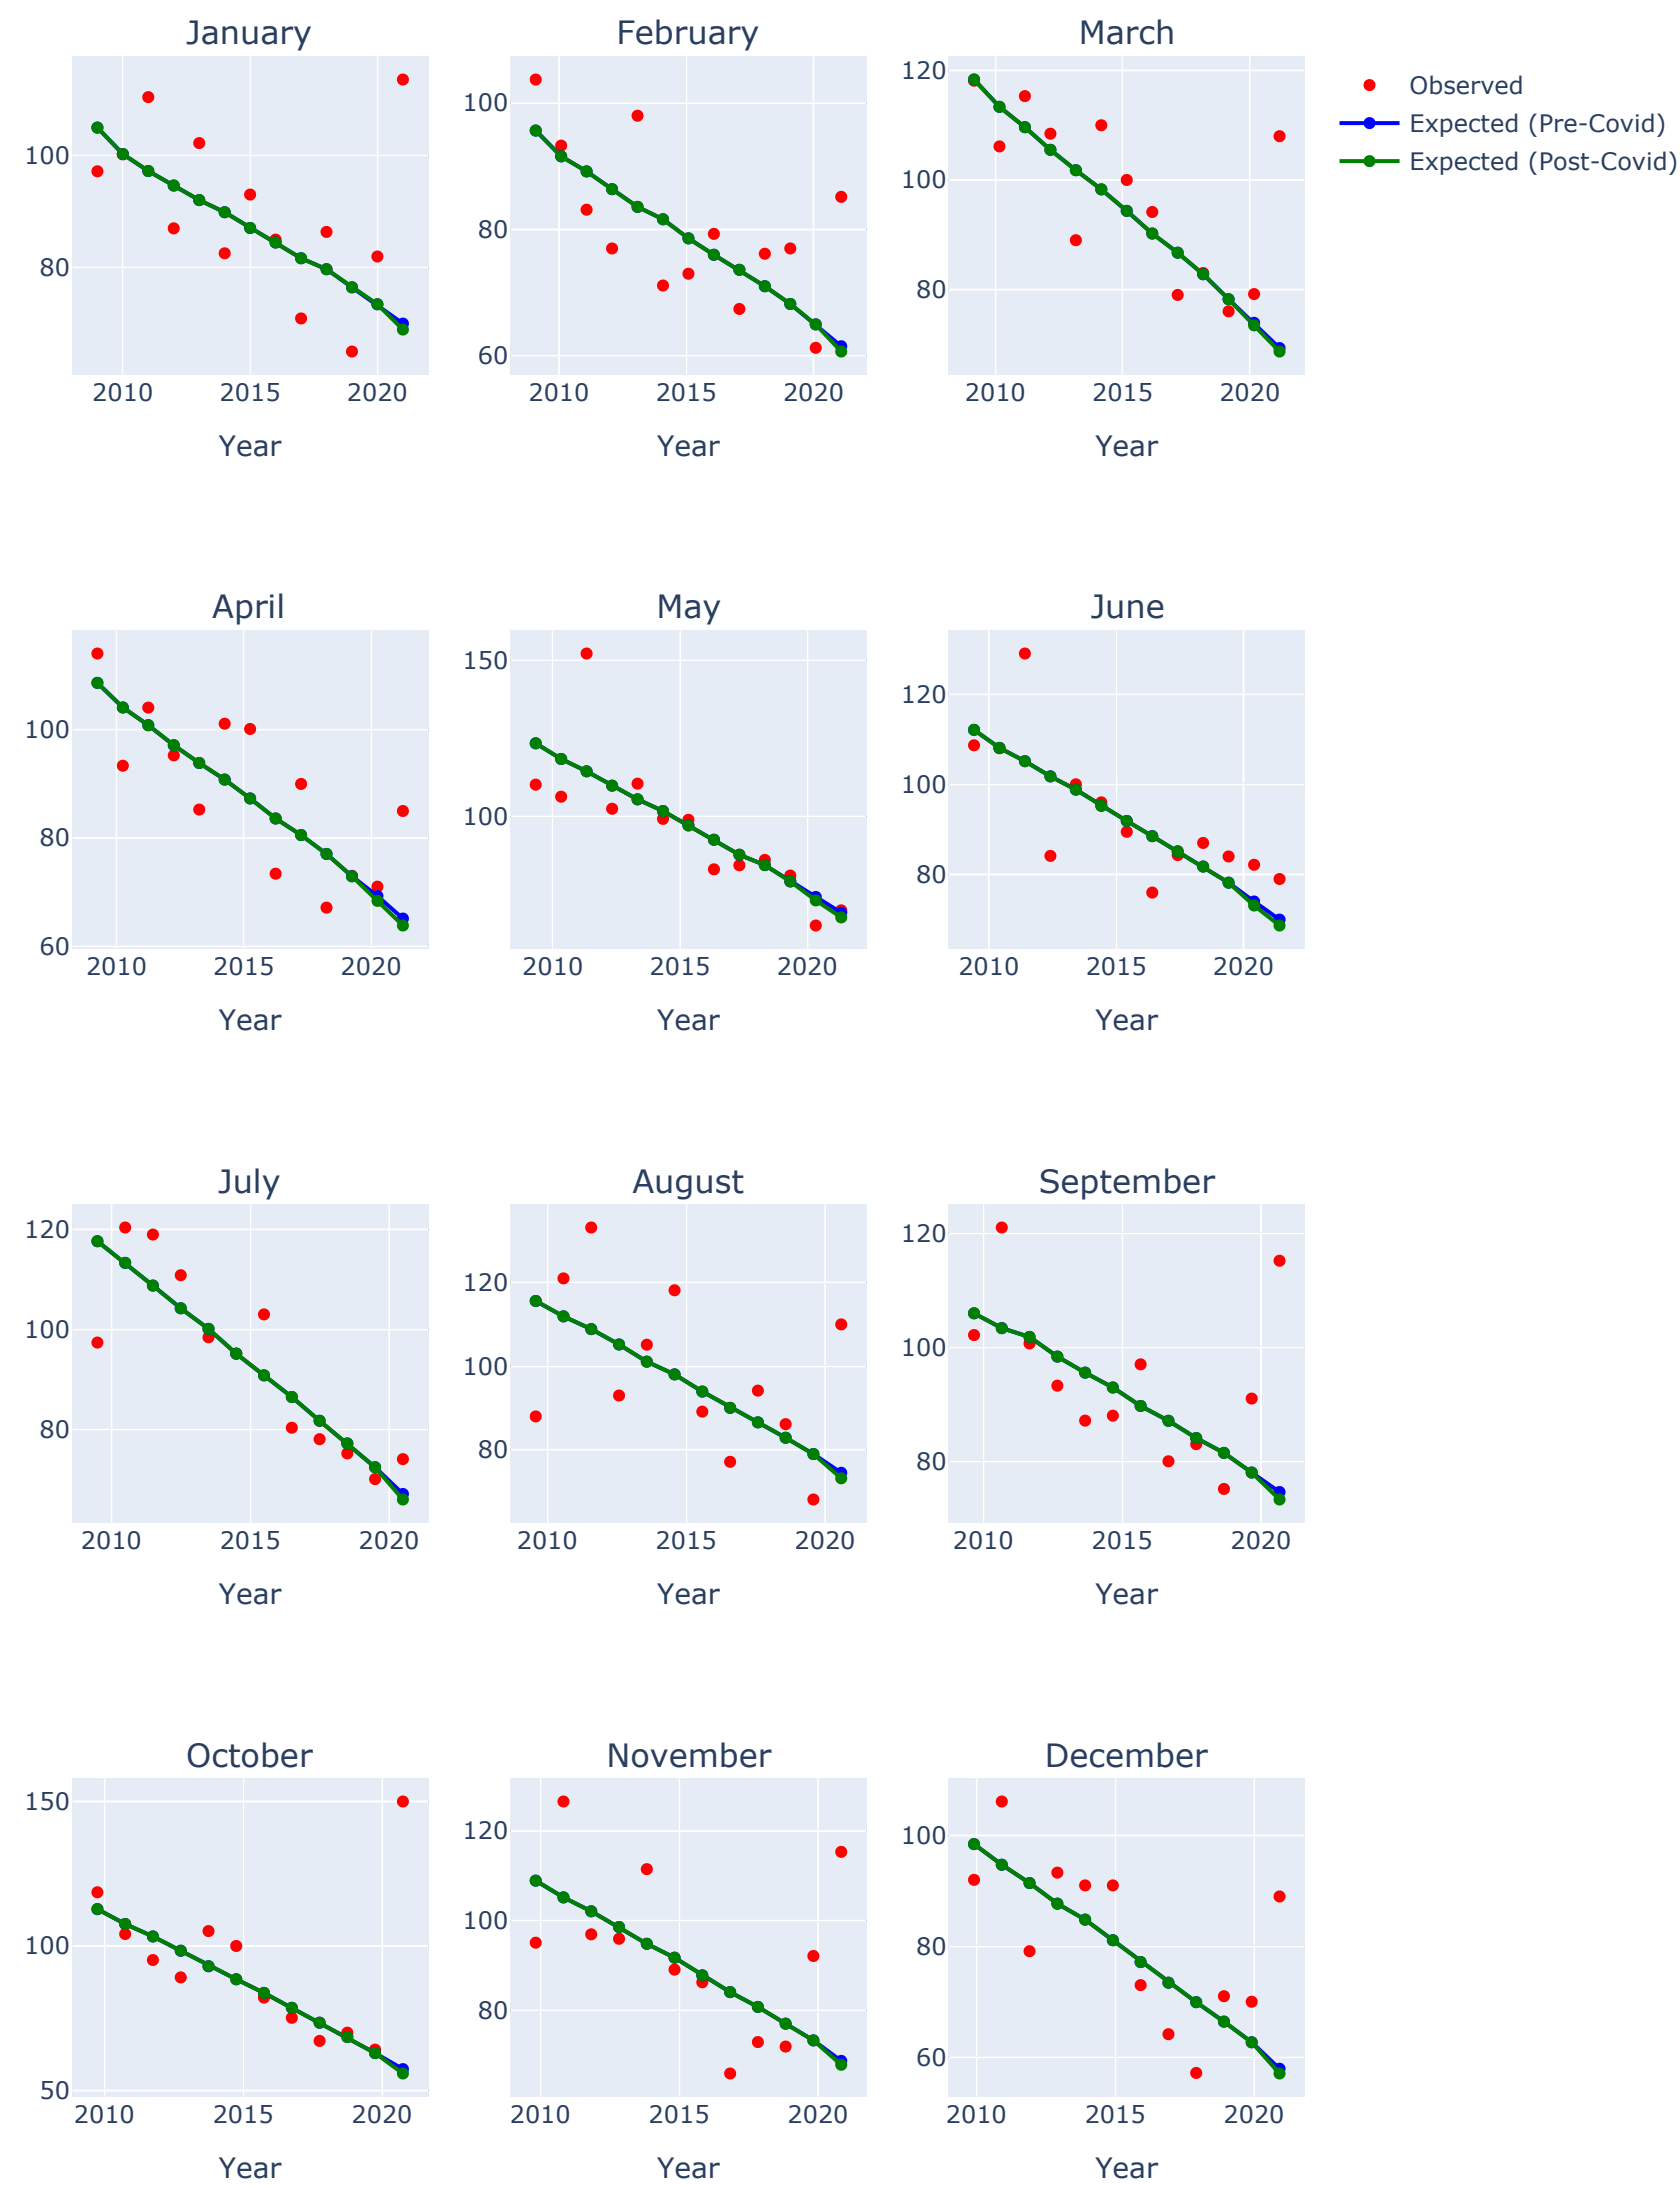 January
February
March
100
80
2010
2015
2020
Year
100
80
60
2010
2015
2020
Year
120
100
80
2010
2015
2020
Year
Observed
Expected (Pre-Covid)
Expected (Post-Covid)
April
May
June
100
80
60
2010
2015
2020
Year
150
100
2010
2015
2020
Year
120
100
80
2010
2015
2020
Year
July
August
September
120
100
80
2010
2015
2020
Year
120
100
80
2010
2015
2020
Year
120
100
80
2010
2015
2020
Year
October
November
December
150
100
50
2010
2015
2020
Year
120
100
80
2010
2015
2020
Year
100
80
60
2010
2015
2020
Year